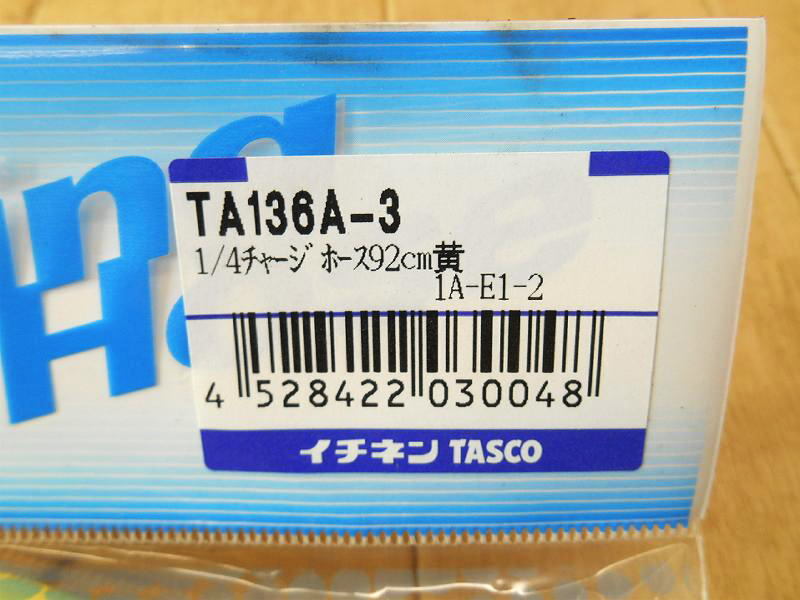 TA136A-3
1/4ﾁｬｰｼﾞﾎｰｽ92cm黄
1A-E1-2
4 528422 030048
イチネン TASCO